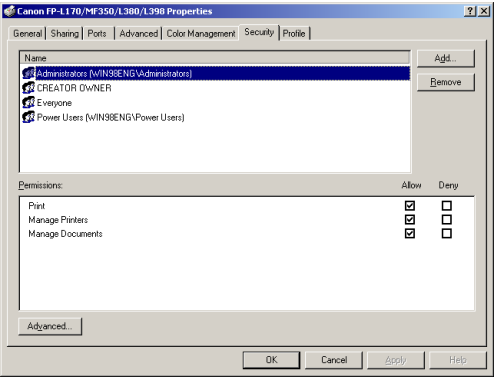 Canon FP-L170/MF350/L380/L398 Properties
General Sharing Ports Advanced Color Management Security Profile
Name
Administrators (WIN98ENG\Administrators)
CREATOR OWNER
Everyone
Power Users (WIN98ENG\Power Users)
Add...
Remove
Permissions: Allow Deny
Print
Manage Printers
Manage Documents
Advanced...
OK Cancel Apply Help